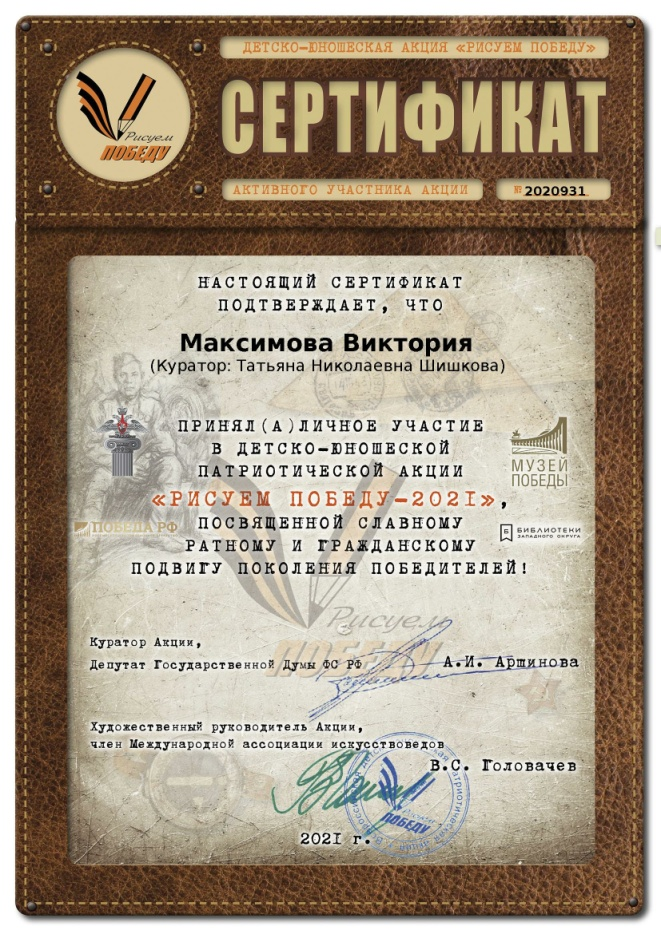 ДЕТСКО-ЮНОШЕСКАЯ АКЦИЯ «РИСУЕМ ПОБЕДУ»
СЕРТИФИКАТ
Рисуем
ПОБЕДУ
АКТИВНОГО УЧАСТНИКА АКЦИИ
№ 2020931
НАСТОЯЩИЙ СЕРТИФИКАТ
ПОДТВЕРЖДАЕТ, ЧТО
Максимова Виктория
(Куратор: Татьяна Николаевна Шишкова)
ПРИНЯЛ(А) ЛИЧНОЕ УЧАСТИЕ
В ДЕТСКО-ЮНОШЕСКОЙ
ПАТРИОТИЧЕСКОЙ АКЦИИ
«РИСУЕМ ПОБЕДУ-2021»,
ПОСВЯЩЕННОЙ СЛАВНОМУ
РАТНОМУ И ГРАЖДАНСКОМУ
ПОДВИГУ ПОКОЛЕНИЯ ПОБЕДИТЕЛЕЙ!
МУЗЕЙ
ПОБЕДЫ
ПОБЕДА РФ
БИБЛИОТЕКИ
ЗАПАДНОГО ОКРУГА
Рисуем
ПОБЕДУ
Куратор Акции,
Депутат Государственной Думы ФС РФ
А.И. Аршинова
Художественный руководитель Акции,
член Международной ассоциации искусствоведов
В.С. Головачев
ПОБЕДУ
2021 г.